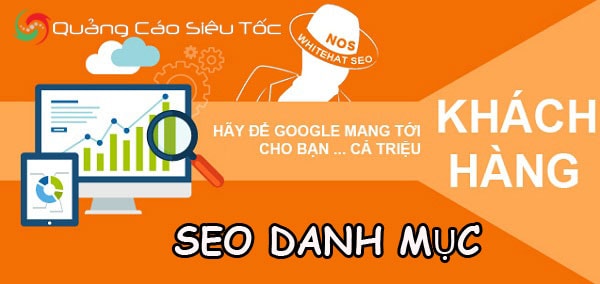 Quảng Cáo Siêu Tốc
NOS
WHITEHAT SEO
HÃY ĐỂ GOOGLE MANG TỚI
CHO BẠN ... CẢ TRIỆU
KHÁCH
HÀNG
SEO DANH MỤC